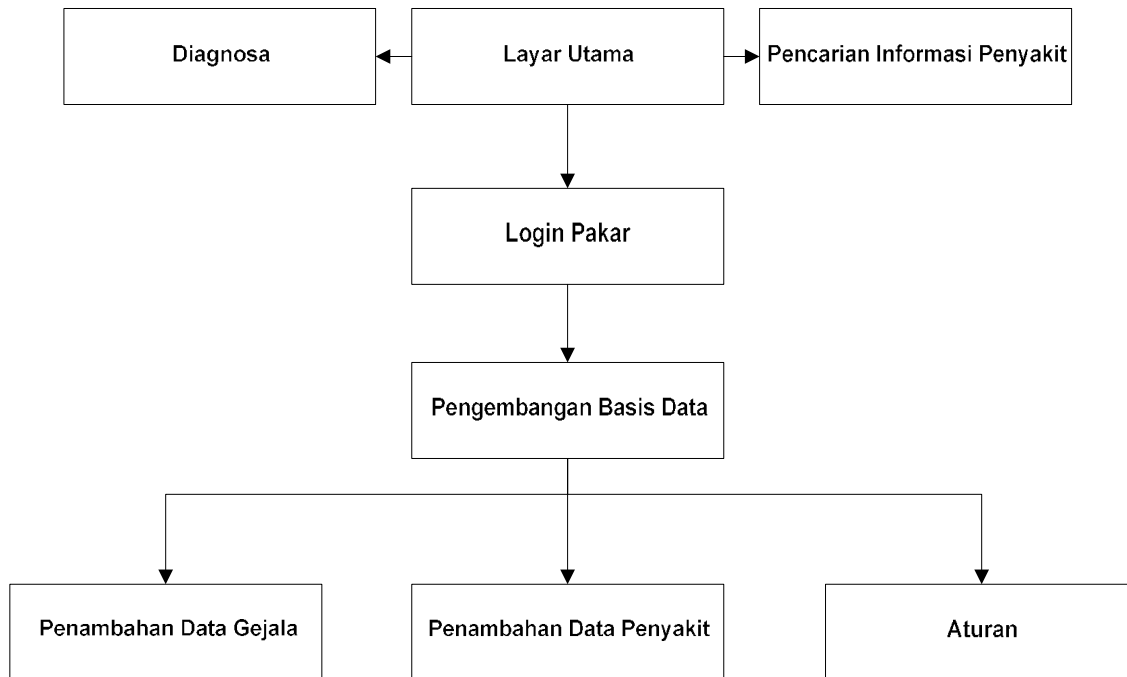 Diagnosa
Layar Utama
Pencarian Informasi Penyakit
Login Pakar
Pengembangan Basis Data
Penambahan Data Gejala
Penambahan Data Penyakit
Aturan